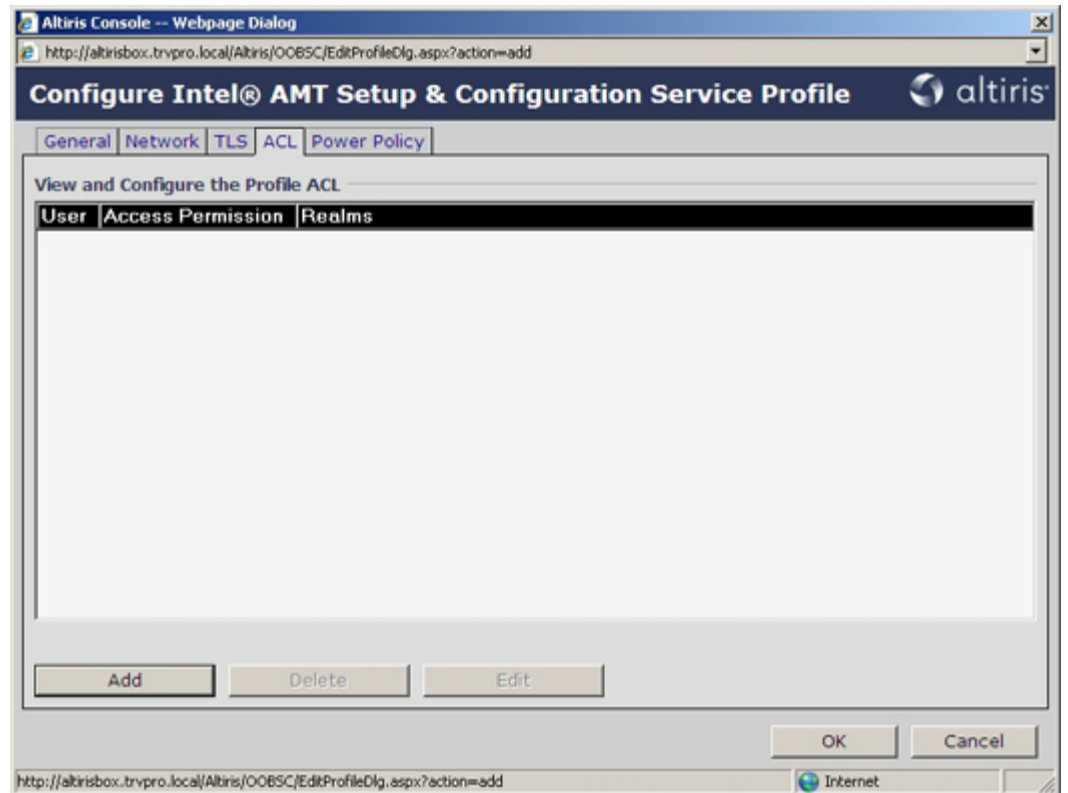 Altiris Console -- Webpage Dialog
http://altirisbox.trvpro.local/Altiris/OOBSC/EditProfileDlg.aspx?action=add
Configure Intel® AMT Setup & Configuration Service Profile
altiris
General Network TLS ACL Power Policy
View and Configure the Profile ACL
User Access Permission Realms
Add Delete Edit
OK Cancel
http://altirisbox.trvpro.local/Altiris/OOBSC/EditProfileDlg.aspx?action=add Internet